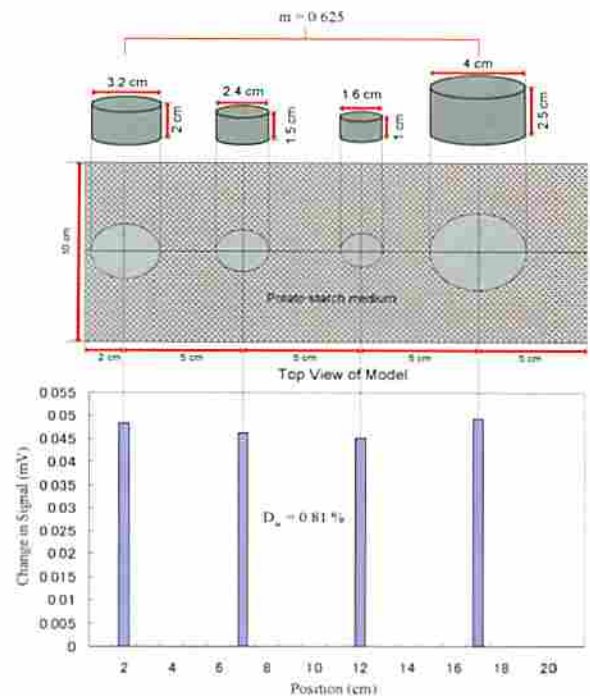 m = 0.625
3.2 cm
2 cm
2.4 cm
1.5 cm
1.6 cm
1 cm
4 cm
2.5 cm
10 cm
Potato starch medium
2 cm
5 cm
5 cm
5 cm
5 cm
Top View of Model
Change in Signal (mV)
0.055
0.05
0.045
0.04
0.035
0.03
0.025
0.02
0.015
0.01
0.005
0
D = 0.81 %
2
4
6
8
10
12
14
16
18
20
Position (cm)